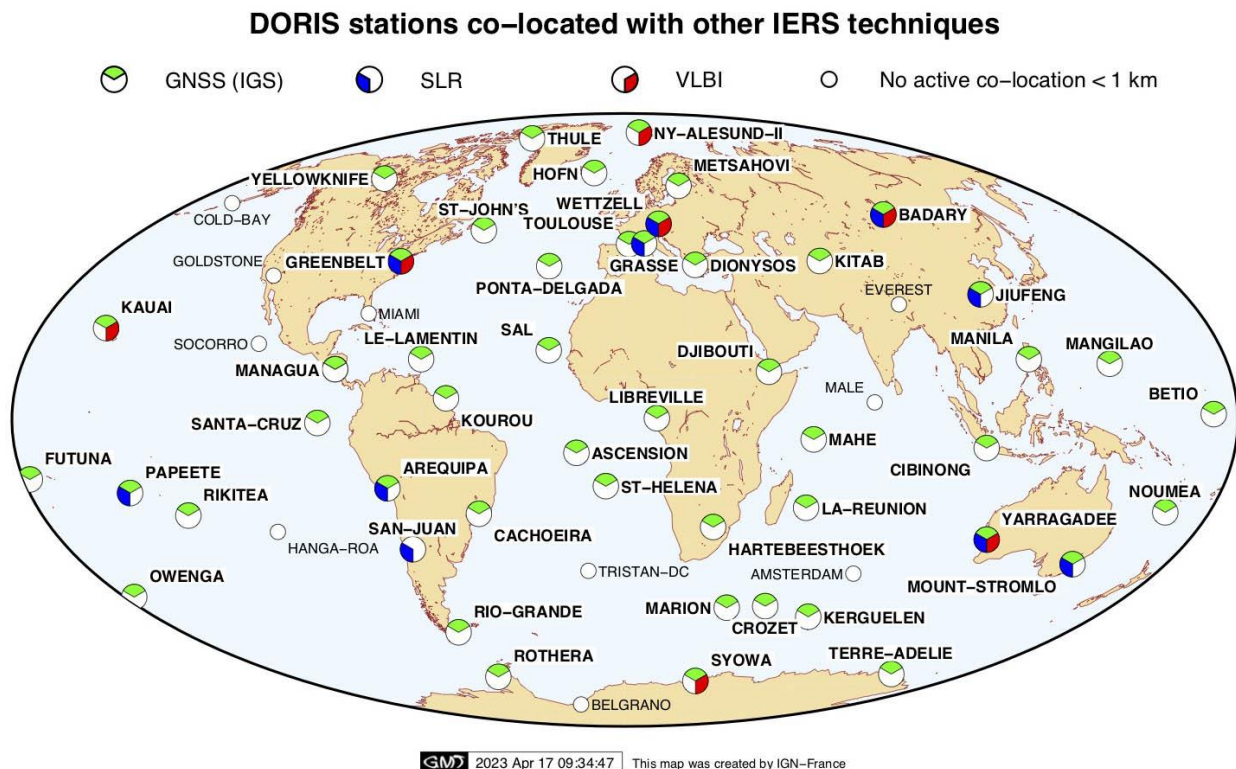 DORIS stations co–located with other IERS techniques
GNSS (IGS)
SLR
VLBI
No active co–location < 1 km
THULE
NY–ALESUND–II
HOFN
METSAHOVI
YELLOWKNIFE
COLD–BAY
ST–JOHN'S
WETTZELL
TOULOUSE
BADARY
GOLDSTONE
GREENBELT
GRASSE
DIONYSOS
KITAB
PONTA–DELGADA
EVEREST
JIUFENG
KAUAI
MIAMI
SOCORRO
LE–LAMENTIN
SAL
MANILA
MANGILAO
MANAGUA
DJIBOUTI
MALE
BETIO
LIBREVILLE
SANTA–CRUZ
KOUROU
MAHE
ASCENSION
CIBINONG
FUTUNA
PAPEETE
AREQUIPA
RIKITEA
ST–HELENA
NOUMEA
LA–REUNION
YARRAGADEE
SAN–JUAN
CACHOEIRA
HANGA–ROA
HARTEBEESTHOEK
TRISTAN–DC
AMSTERDAM
MOUNT–STROMLO
OWENGA
RIO–GRANDE
MARION
CROZET
KERGUELEN
ROTHERA
SYOWA
TERRE–ADELIE
BELGRANO
GMT 2023 Apr 17 09:34:47 This map was created by IGN–France